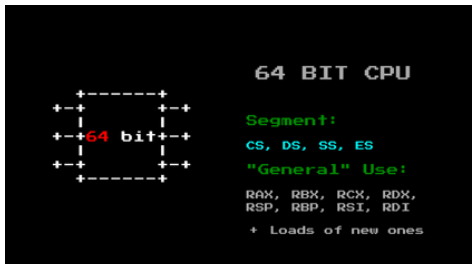 64 BIT CPU
+------+
+-+ +-+
+-+64 bit+-+
+-+ +-+
+------+
Segment:
CS, DS, SS, ES
"General" Use:
RAX, RBX, RCX, RDX,
RSP, RBP, RSI, RDI
+ Loads of new ones